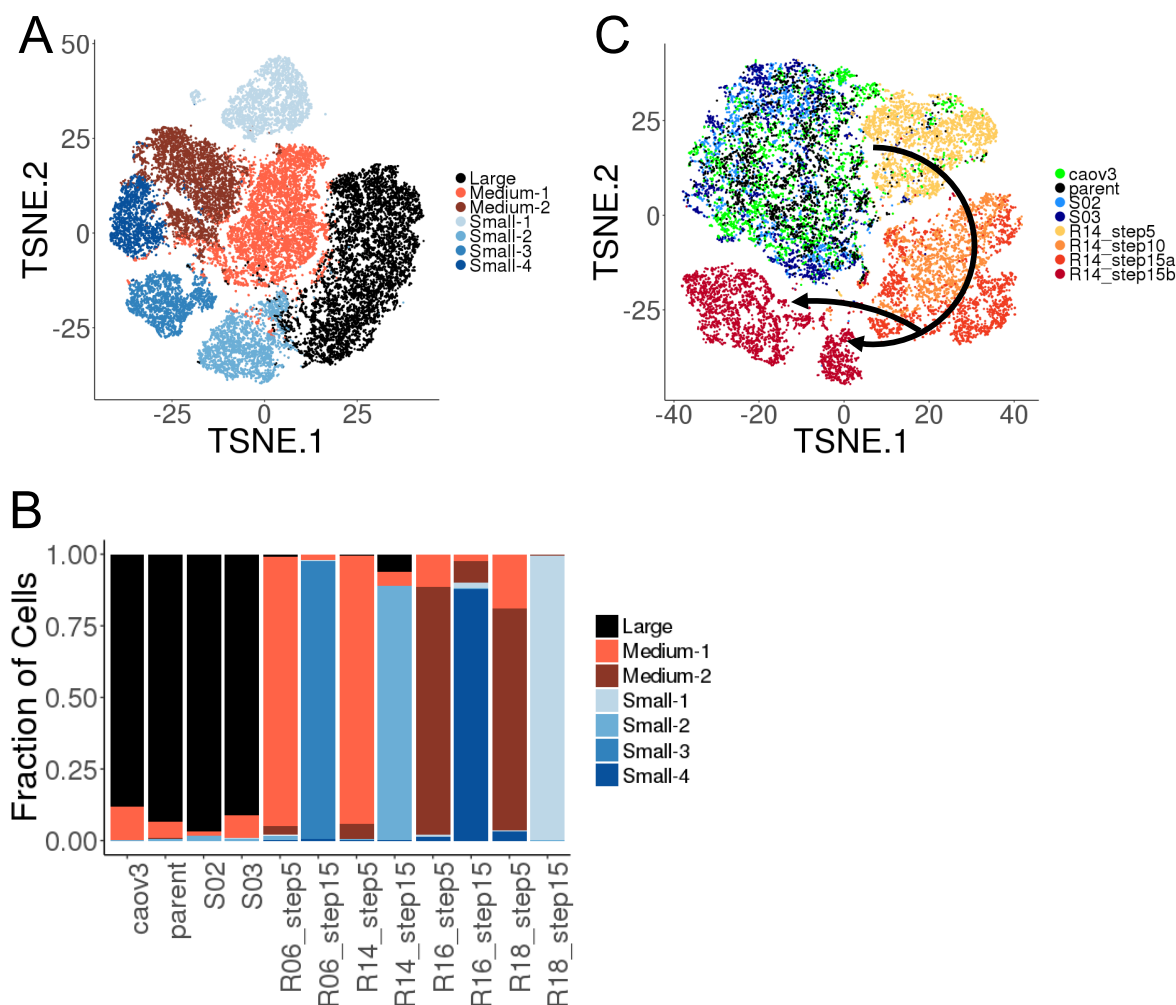 A
50
25
0
-25
TSNE.2
-25
0
25
TSNE.1
Large
Medium-1
Medium-2
Small-1
Small-2
Small-3
Small-4
C
25
0
-25
TSNE.2
-40
-20
0
20
40
TSNE.1
caov3
parent
S02
S03
R14_step5
R14_step10
R14_step15a
R14_step15b
B
1.00
0.75
0.50
0.25
0.00
Fraction of Cells
caov3
parent
S02
S03
R06_step5
R06_step15
R14_step5
R14_step15
R16_step5
R16_step15
R18_step5
R18_step15
Large
Medium-1
Medium-2
Small-1
Small-2
Small-3
Small-4